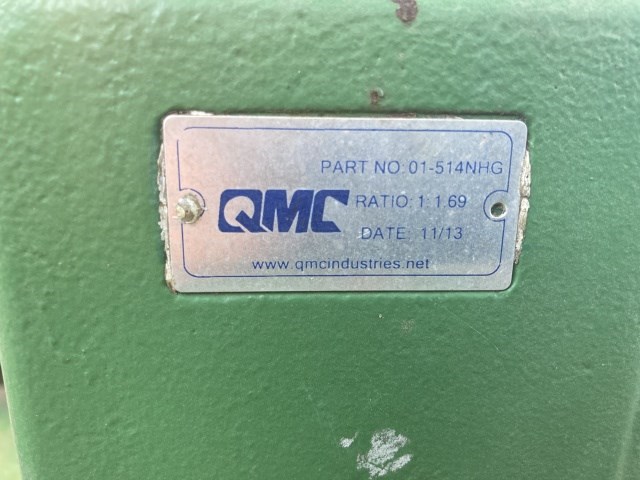 PART NO: 01-514NHG
QMC
RATIO: 1: 1.69
DATE: 11/13
www.qmcindustries.net